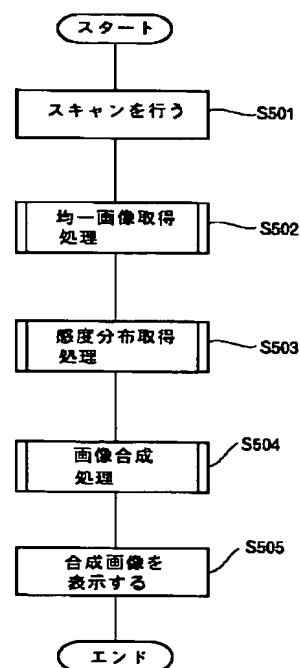 スタート
スキャンを行う
S501
均一画像取得
処理
S502
感度分布取得
処理
S503
画像合成
処理
S504
合成画像を
表示する
S505
エンド